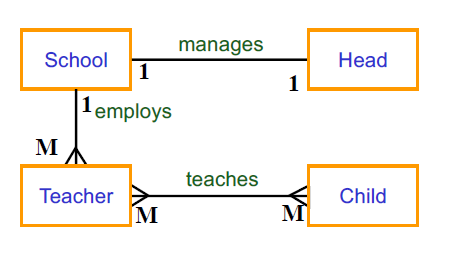 manages
School
Head
1
1
1 employs
M
teaches
Teacher
Child
M
M